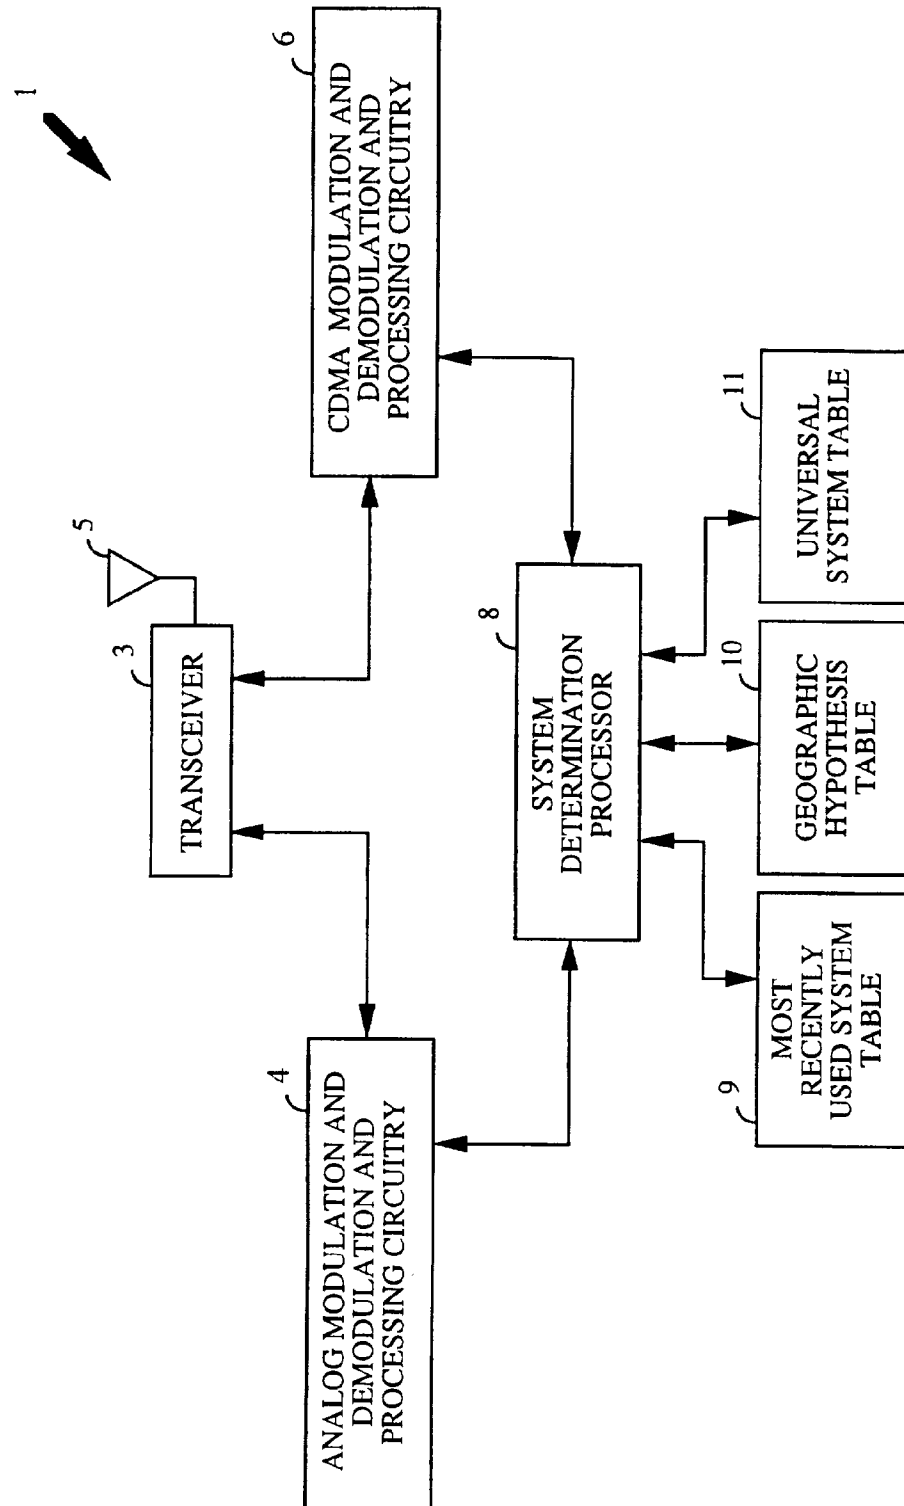 1
5
3
TRANSCEIVER
4
ANALOG MODULATION AND
DEMODULATION AND
PROCESSING CIRCUITRY
6
CDMA MODULATION AND
DEMODULATION AND
PROCESSING CIRCUITRY
8
SYSTEM
DETERMINATION
PROCESSOR
9
MOST
RECENTLY
USED SYSTEM
TABLE
10
GEOGRAPHIC
HYPOTHESIS
TABLE
11
UNIVERSAL
SYSTEM TABLE